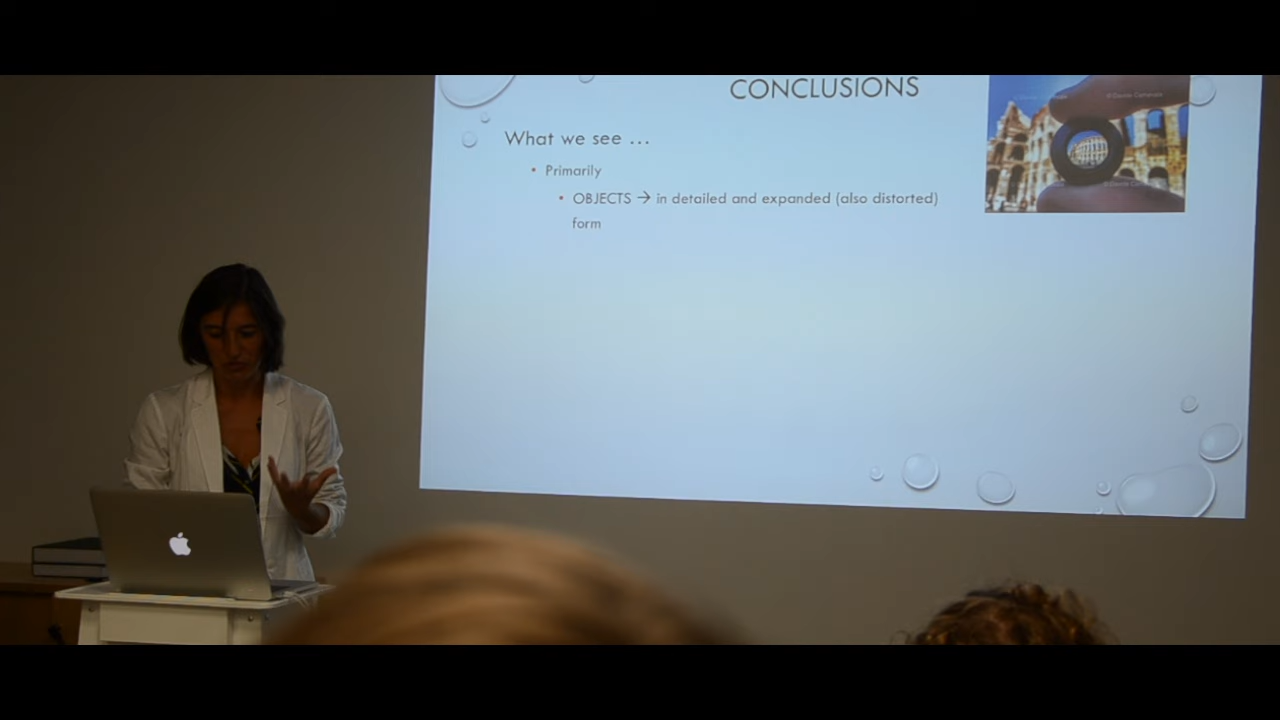 CONCLUSIONS
What we see …
• Primarily
• OBJECTS → in detailed and expanded (also distorted)
form